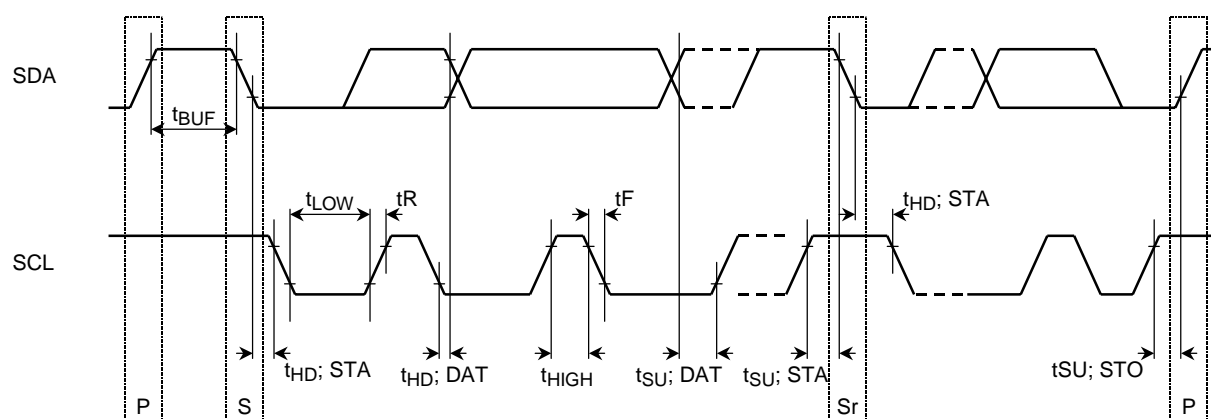 SDA
tBUF
tLOW
tR
tF
tHD; STA
SCL
tHD; STA
tHD; DAT
tHIGH
tSU; DAT
tSU; STA
tSU; STO
P
S
Sr
P